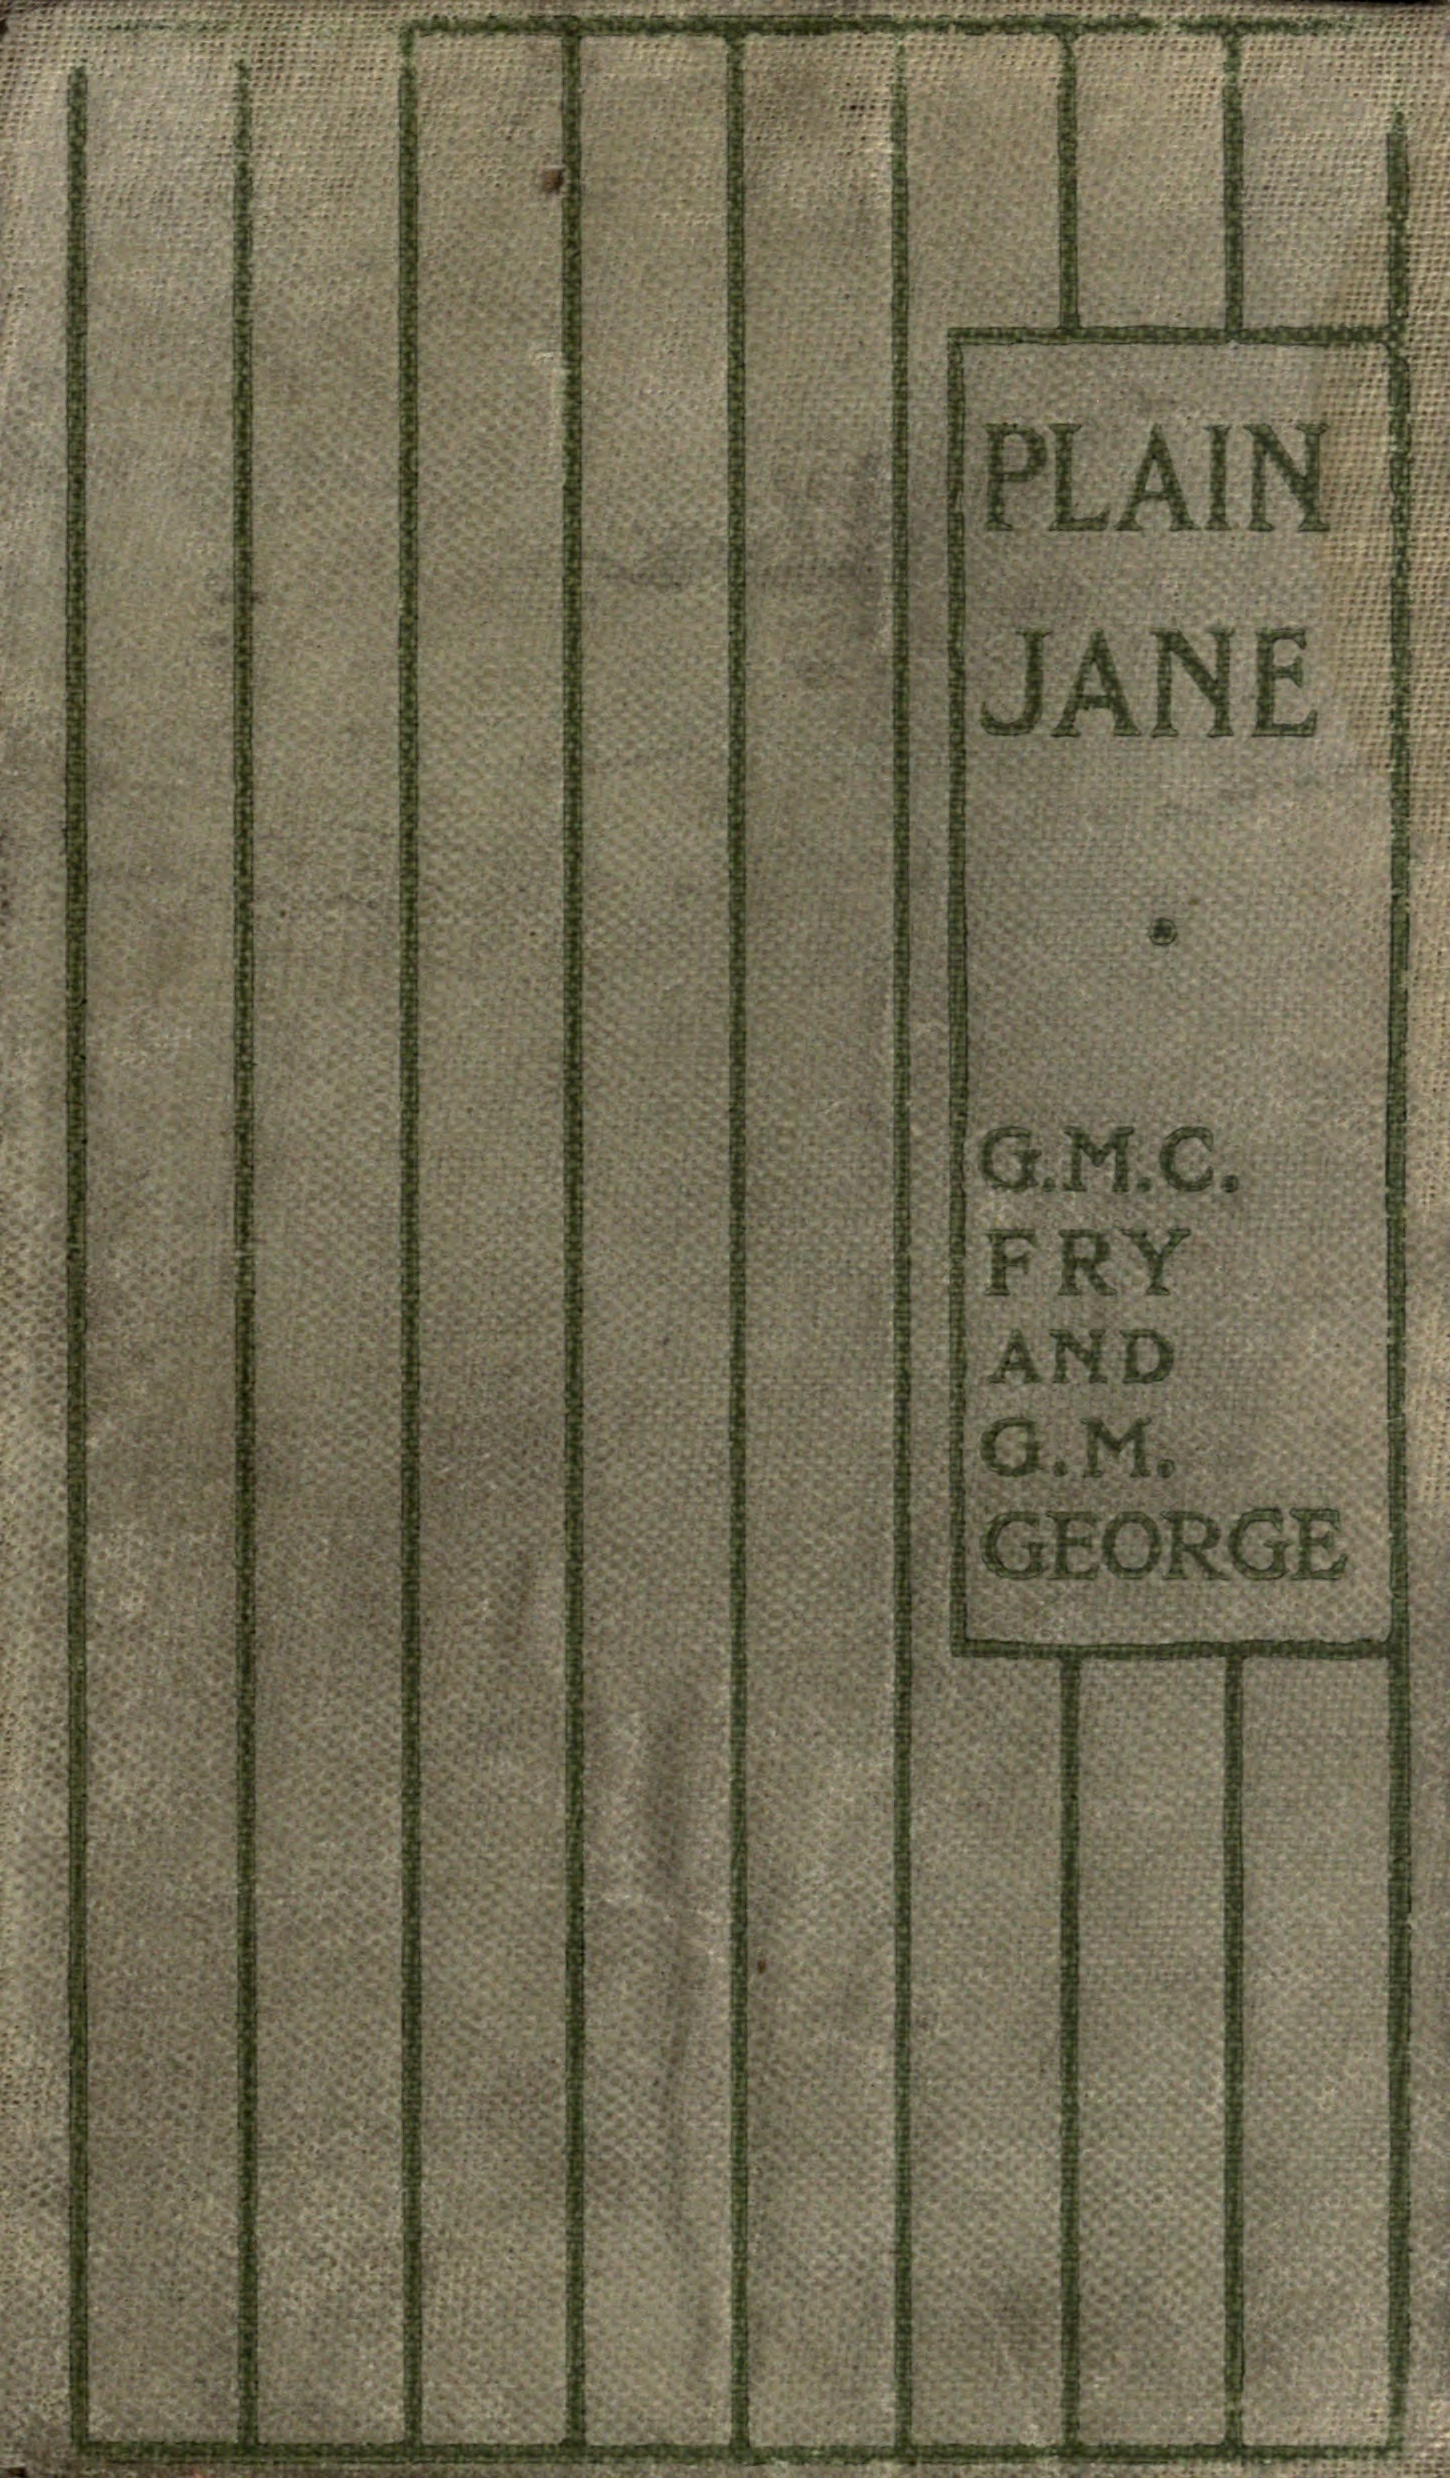 PLAIN
JANE
G.M.C.
FRY
AND
G.M.
GEORGE